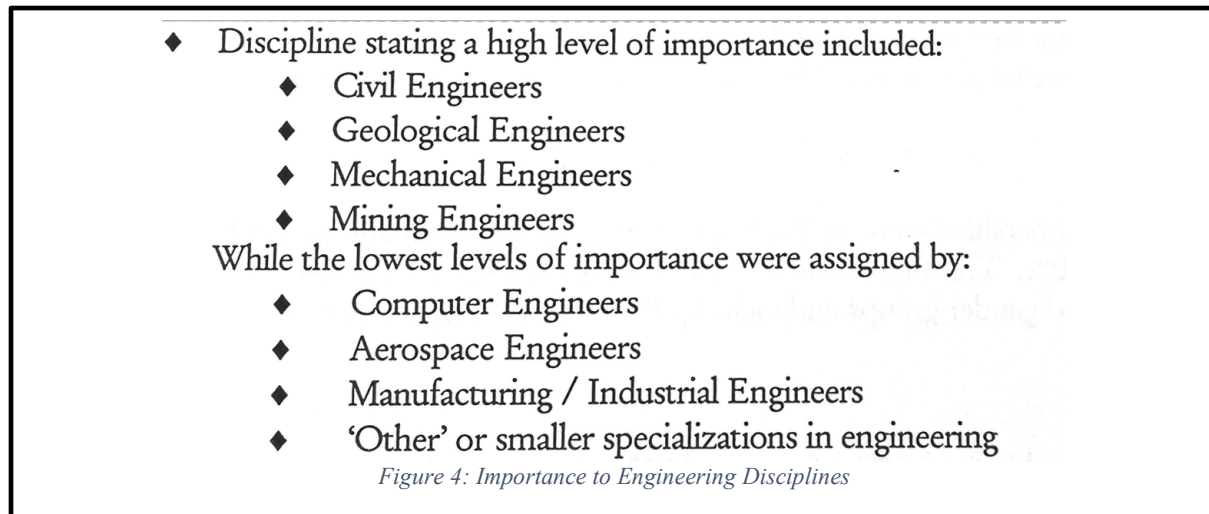 ♦ Discipline stating a high level of importance included:
♦ Civil Engineers
♦ Geological Engineers
♦ Mechanical Engineers
♦ Mining Engineers
While the lowest levels of importance were assigned by:
♦ Computer Engineers
♦ Aerospace Engineers
♦ Manufacturing / Industrial Engineers
♦ ‘Other’ or smaller specializations in engineering
Figure 4: Importance to Engineering Disciplines